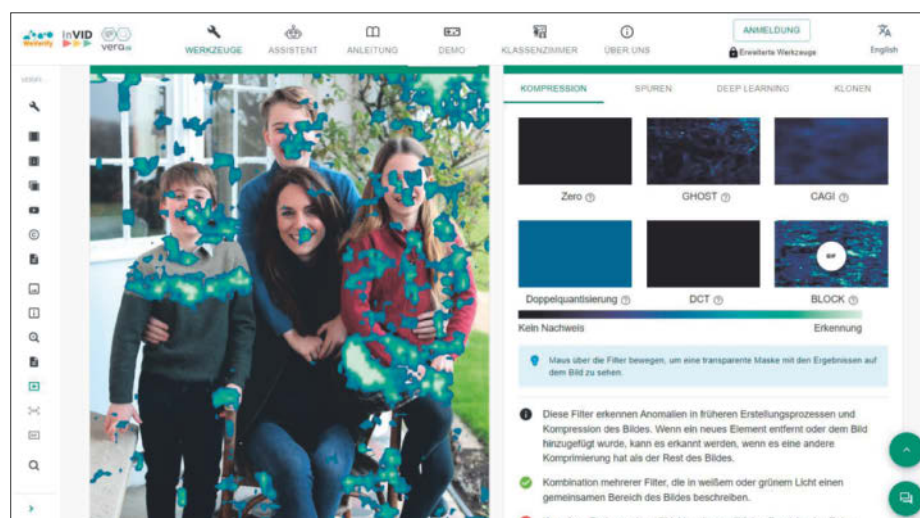 WeVerify
InVID
vera.ai
WERKZEUGE
ASSISTENT
ANLEITUNG
DEMO
KLASSENZIMMER
ÜBER UNS
ANMELDUNG
Erweiterte Werkzeuge
English
KOMPRESSION
SPUREN
DEEP LEARNING
KLONEN
Zero
GHOST
CAGI
GIF
Doppelquantisierung
DCT
BLOCK
Kein Nachweis
Erkennung
Maus über die Filter bewegen, um eine transparente Maske mit den Ergebnissen auf
dem Bild zu sehen.
Diese Filter erkennen Anomalien in früheren Erstellungsprozessen und
Kompression des Bildes. Wenn ein neues Element entfernt oder dem Bild
hinzugefügt wurde, kann es erkannt werden, wenn es eine andere
Komprimierung hat als der Rest des Bildes.
Kombination mehrerer Filter, die in weißem oder grünem Licht einen
gemeinsamen Bereich des Bildes beschreiben.